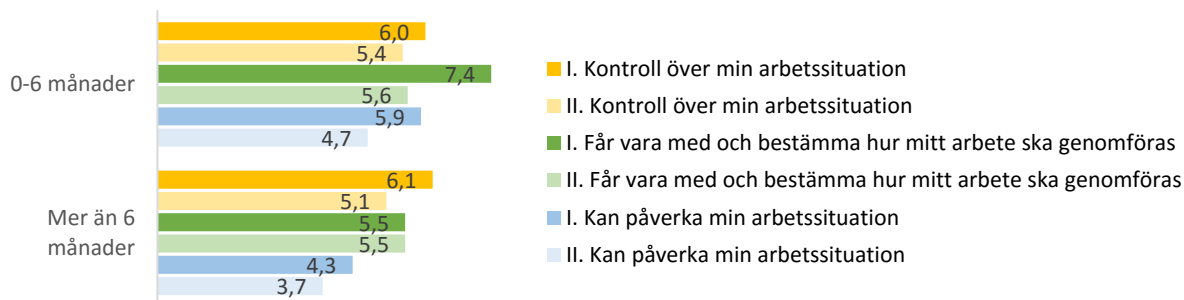 0-6 månader
6,0
5,4
7,4
5,6
5,9
4,7
Mer än 6
månader
6,1
5,1
5,5
5,5
4,3
3,7
I. Kontroll över min arbetssituation
II. Kontroll över min arbetssituation
I. Får vara med och bestämma hur mitt arbete ska genomföras
II. Får vara med och bestämma hur mitt arbete ska genomföras
I. Kan påverka min arbetssituation
II. Kan påverka min arbetssituation